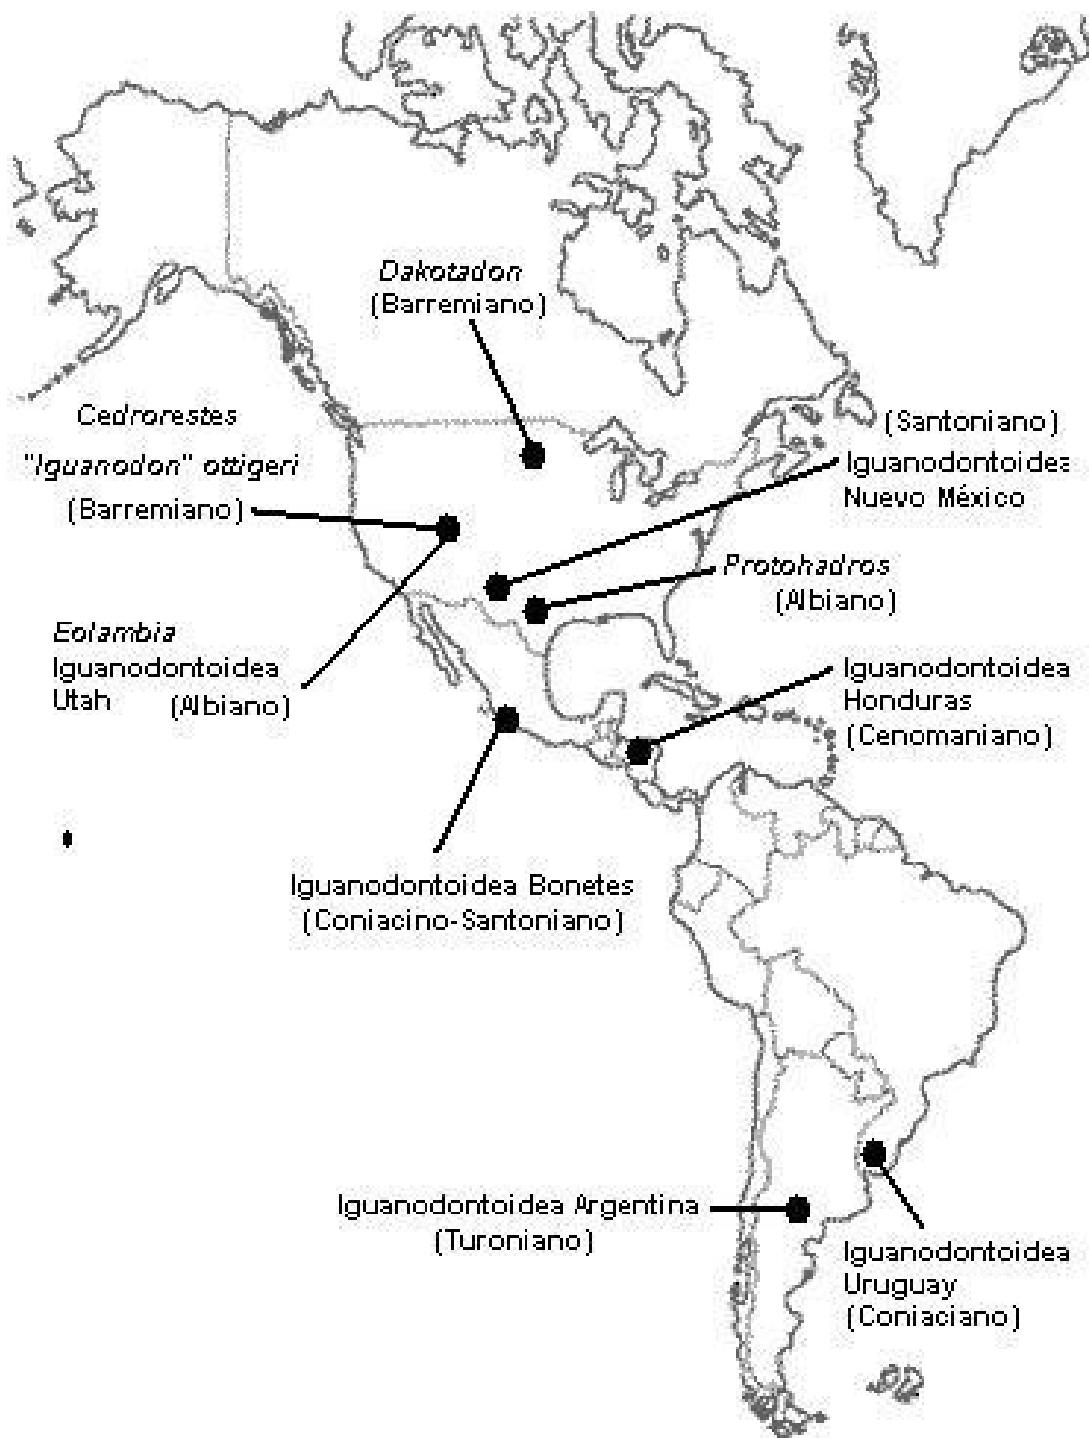 Dakotadon
(Barremiano)
Cedrorestes
"Iguanodon" ottigeri
(Barremiano)
(Santoniano)
Iguanodontoidea
Nuevo México
Protohadros
(Albiano)
Eolambia
Iguanodontoidea
Utah (Albiano)
Iguanodontoidea
Honduras
(Cenomaniano)
Iguanodontoidea Bonetes
(Coniacino-Santoniano)
Iguanodontoidea Argentina
(Turoniano)
Iguanodontoidea
Uruguay
(Coniaciano)